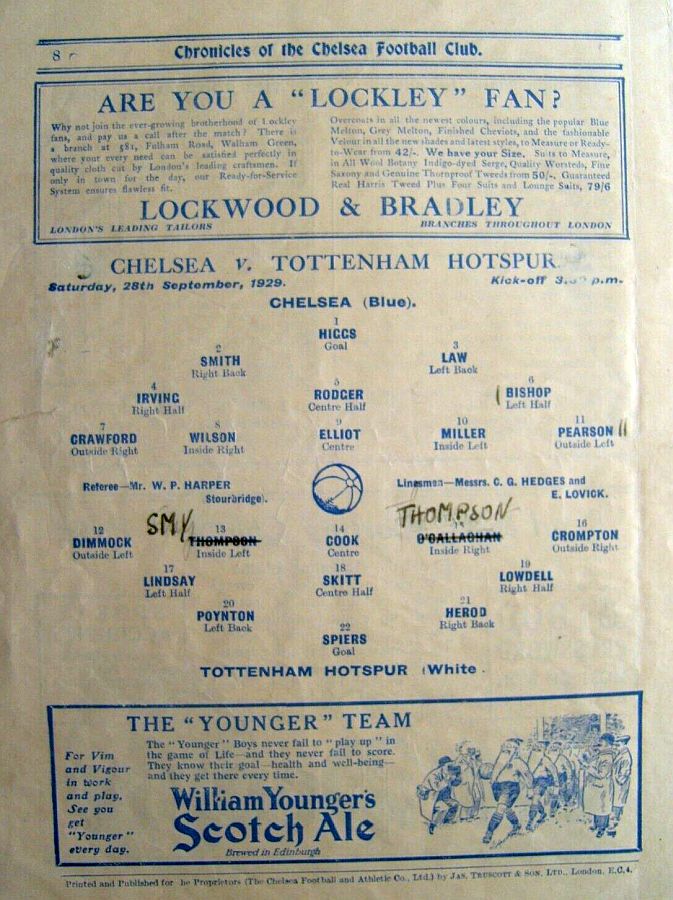 8
Chronicles of the Chelsea Football Club.
ARE YOU A "LOCKLEY" FAN?
Why not join the ever-growing brotherhood of Lockley
fans, and pay us a call after the match? There is
a branch at 581, Fulham Road, Walham Green,
where your every need can be satisfied perfectly in
quality cloth cut by London's leading craftsmen. If
only in town for the day, our Ready-for-Service
System ensures flawless fit.
Overcoats in all the newest colours, including the popular Blue
Melton, Grey Melton, Finished Cheviots, and the fashionable
Velour in all the new shades and latest styles, to Measure or Ready-
to-Wear from 42/-. We have your Size. Suits to Measure,
in All Wool Botany Indigo-dyed Serge, Quality Worsteds, Fine
Saxony and Genuine Thornproof Tweeds from 50/-. Guaranteed
Real Harris Tweed Plus Four Suits and Lounge Suits, 79/6
LOCKWOOD & BRADLEY
LONDON'S LEADING TAILORS
BRANCHES THROUGHOUT LONDON
CHELSEA v. TOTTENHAM HOTSPUR
Saturday, 28th September, 1929.
Kick-off 3. p.m.
CHELSEA (Blue).
1
HIGGS
Goal
2
SMITH
Right Back
3
LAW
Left Back
4
IRVING
Right Half
5
RODGER
Centre Half
6
BISHOP
Left Half
7
CRAWFORD
Outside Right
8
WILSON
Inside Right
9
ELLIOT
Centre
10
MILLER
Inside Left
11
PEARSON
Outside Left
Referee—Mr. W. P. HARPER
Stourbridge).
Linesmen—Messrs. C. G. HEDGES and
E. LOVICK.
12
DIMMOCK
Outside Left
SMY
13
THOMPSON
Inside Left
14
COOK
Centre
THOMPSON
15
O'CALLAGHAN
Inside Right
16
CROMPTON
Outside Right
17
LINDSAY
Left Half
18
SKITT
Centre Half
19
LOWDELL
Right Half
20
POYNTON
Left Back
21
HEROD
Right Back
22
SPIERS
Goal
TOTTENHAM HOTSPUR (White
THE "YOUNGER" TEAM
For Vim
and Vigour
in work
and play,
See you
get
"Younger"
every day.
The "Younger" Boys never fail to "play up" in
the game of Life—and they never fail to score.
They know their goal—health and well-being—
and they get there every time.
William Younger's
Scotch Ale
Brewed in Edinburgh
Printed and Published for he Proprietors (The Chelsea Football and Athletic Co., Ltd.) by JAS. TRUSCOTT & SON, LTD., London, E.C.4.